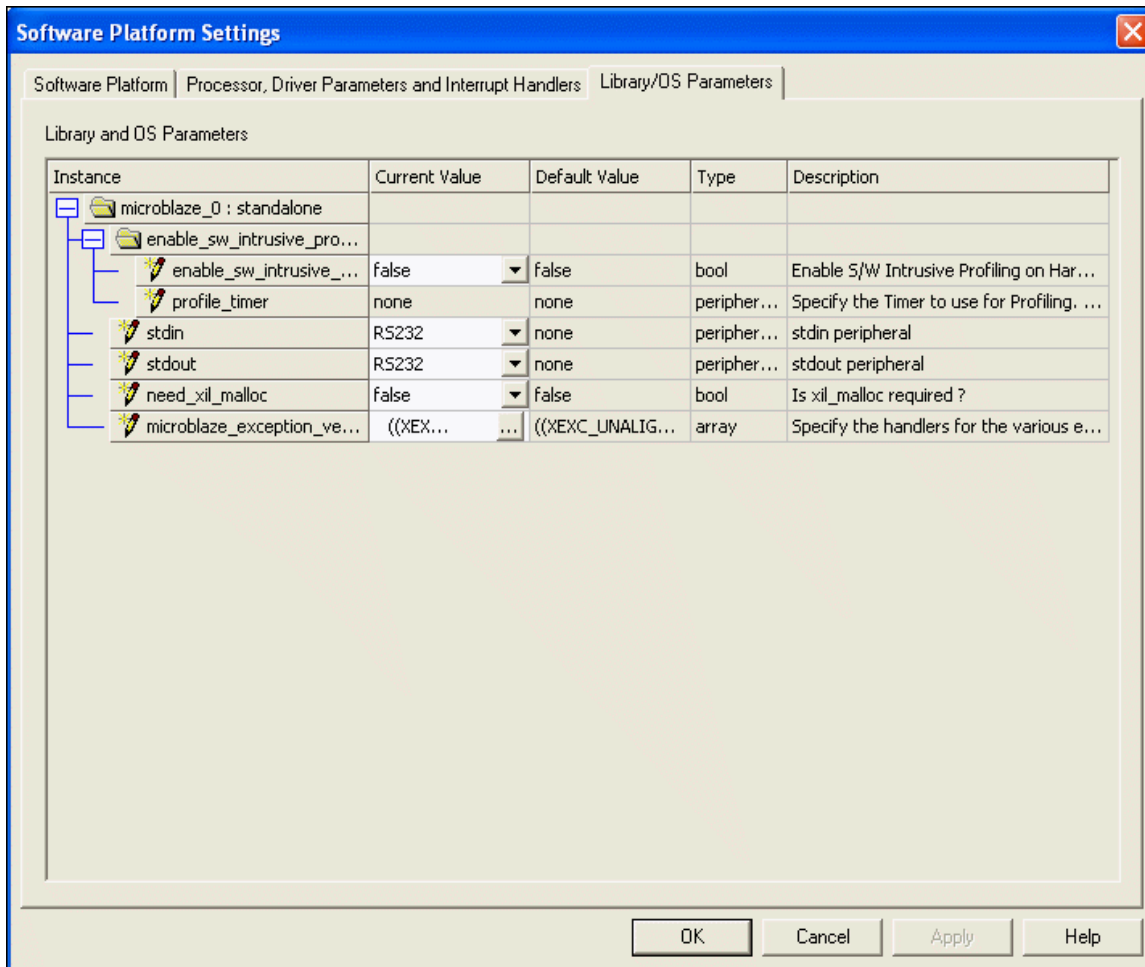 Software Platform Settings
Software Platform Processor, Driver Parameters and Interrupt Handlers Library/OS Parameters
Library and OS Parameters
Instance Current Value Default Value Type Description
microblaze_0 : standalone
enable_sw_intrusive_pro...
enable_sw_intrusive_... false false bool Enable S/W Intrusive Profiling on Har...
profile_timer none none peripher... Specify the Timer to use for Profiling. ...
stdin RS232 none peripher... stdin peripheral
stdout RS232 none peripher... stdout peripheral
need_xil_malloc false false bool Is xil_malloc required ?
microblaze_exception_ve... ((XEX... ... ((XEXC_UNALIG... array Specify the handlers for the various e...
OK Cancel Apply Help